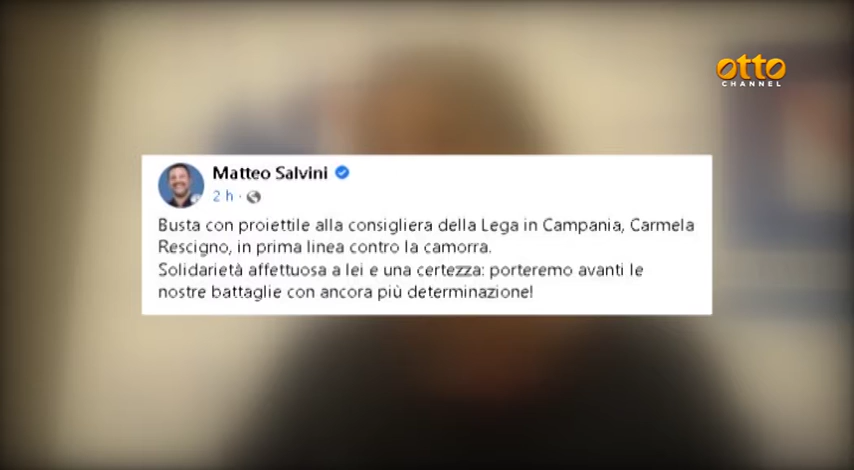 otto
CHANNEL
Matteo Salvini
2 h ·
Busta con proiettile alla consigliera della Lega in Campania, Carmela
Rescigno, in prima linea contro la camorra.
Solidarietà affettuosa a lei e una certezza: porteremo avanti le
nostre battaglie con ancora più determinazione!